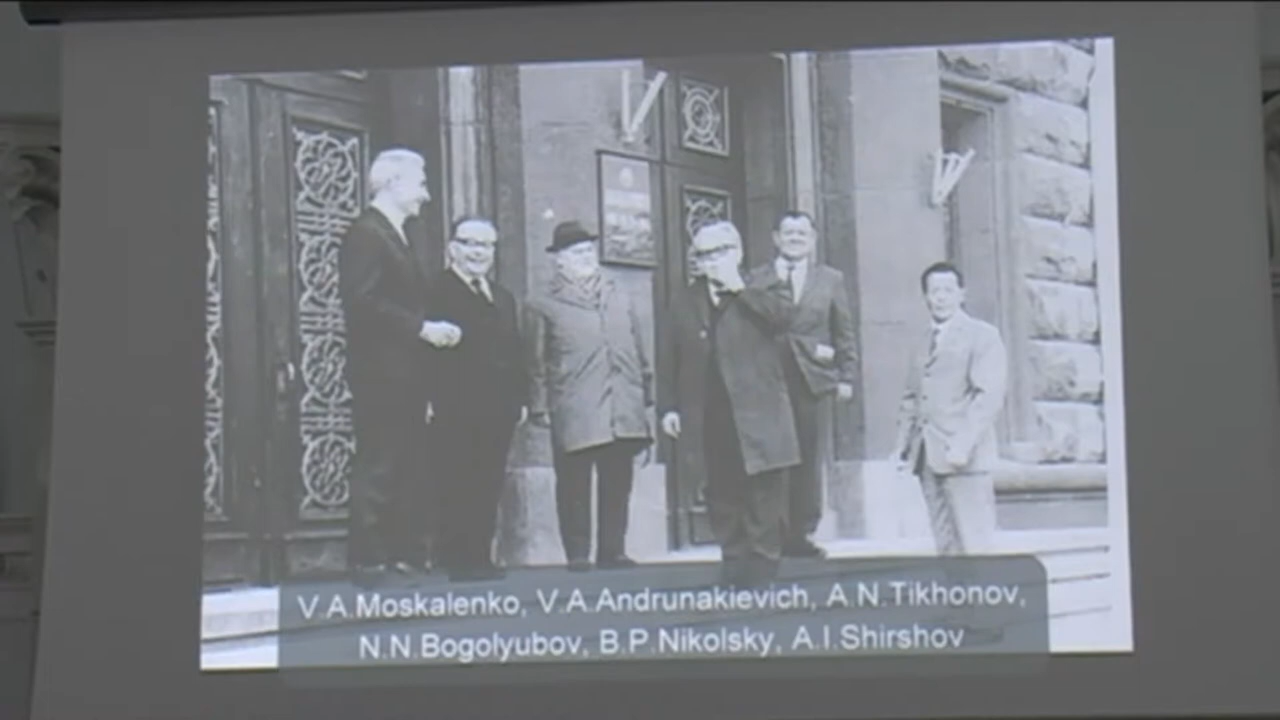 V.A.Moskalenko, V.A.Andrunakievich, A.N.Tikhonov,
N.N.Bogolyubov, B.P.Nikolsky, A.I.Shirshov